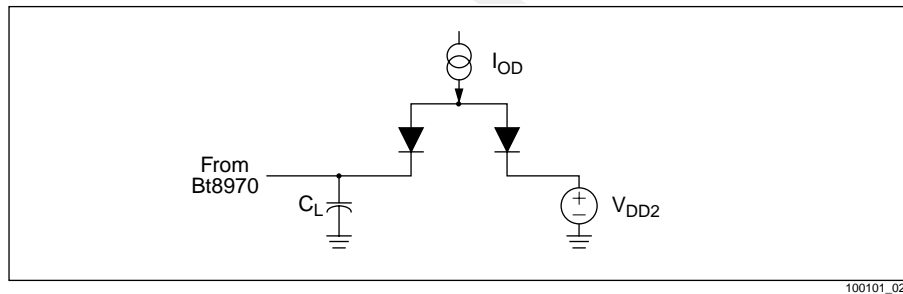 I_OD
From
Bt8970
C_L
+
−
V_DD2
100101_02